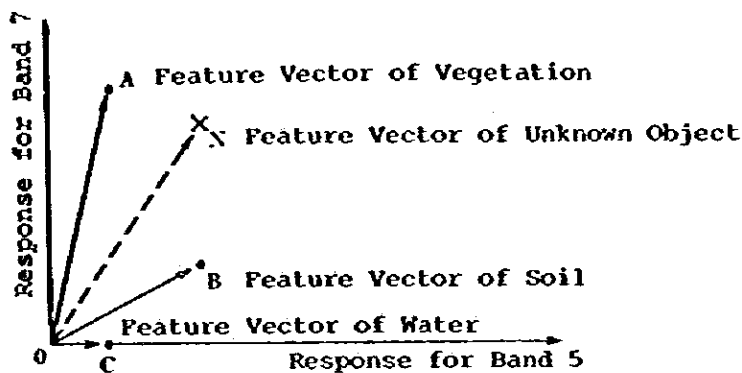 Response for Band 7
A Feature Vector of Vegetation
X Feature Vector of Unknown Object
B Feature Vector of Soil
Feature Vector of Water
0
C
Response for Band 5